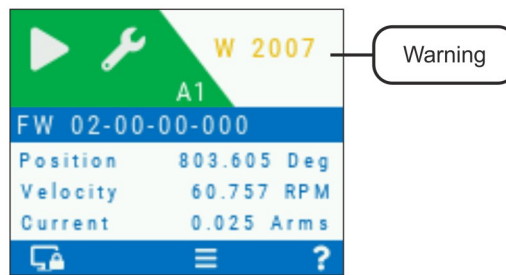 W 2007
Warning
A1
FW 02-00-00-000
Position 803.605 Deg
Velocity 60.757 RPM
Current 0.025 Arms
?